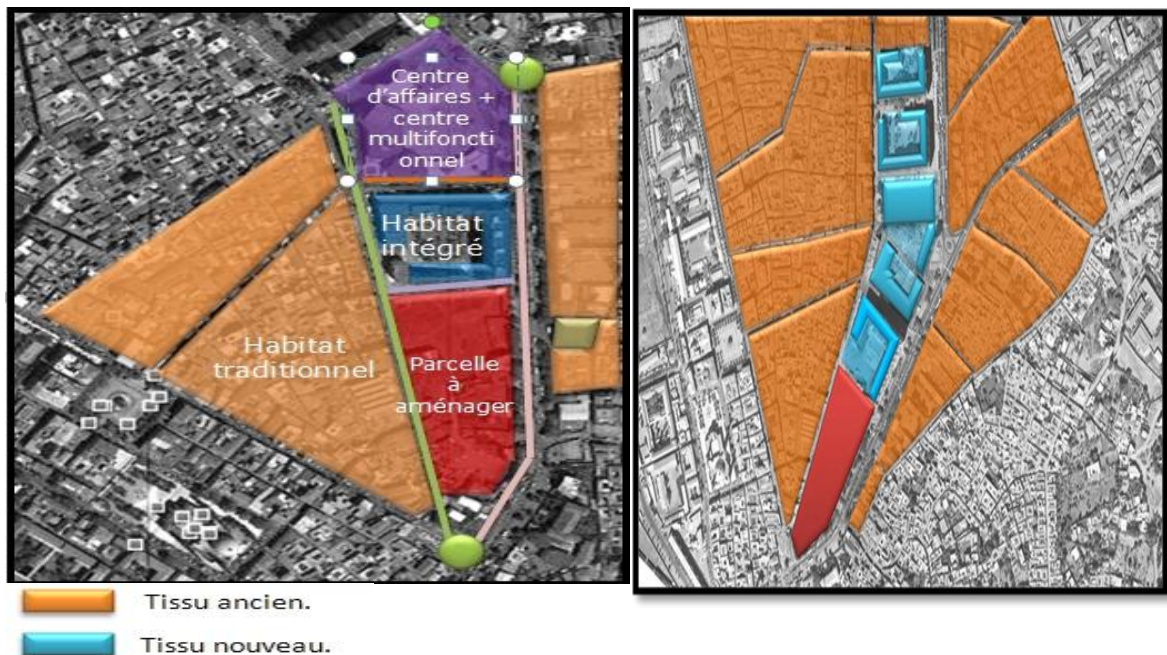 Centre
d'affaires +
centre
multifoncti
onnel
Habitat
intégré
Habitat
traditionnel
Parcelle
à
aménager
Tissu ancien.
Tissu nouveau.